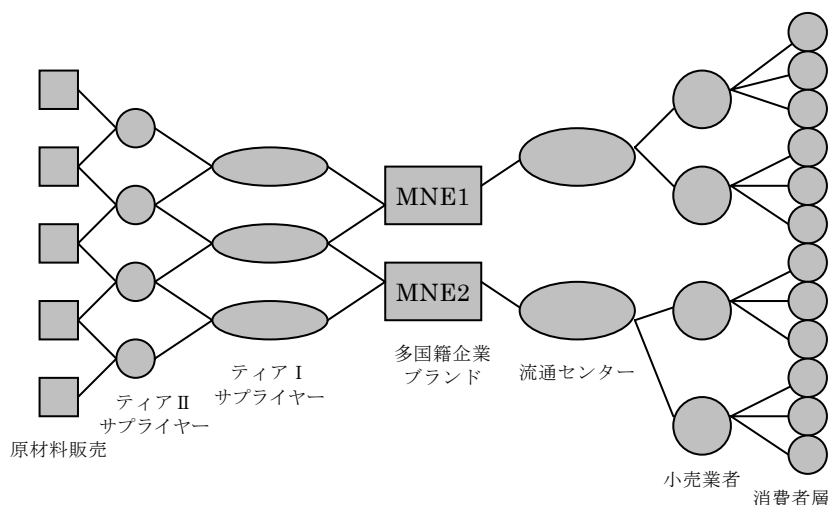 MNE1
MNE2
原材料販売
ティアⅡ
サプライヤー
ティアⅠ
サプライヤー
多国籍企業
ブランド
流通センター
小売業者
消費者層